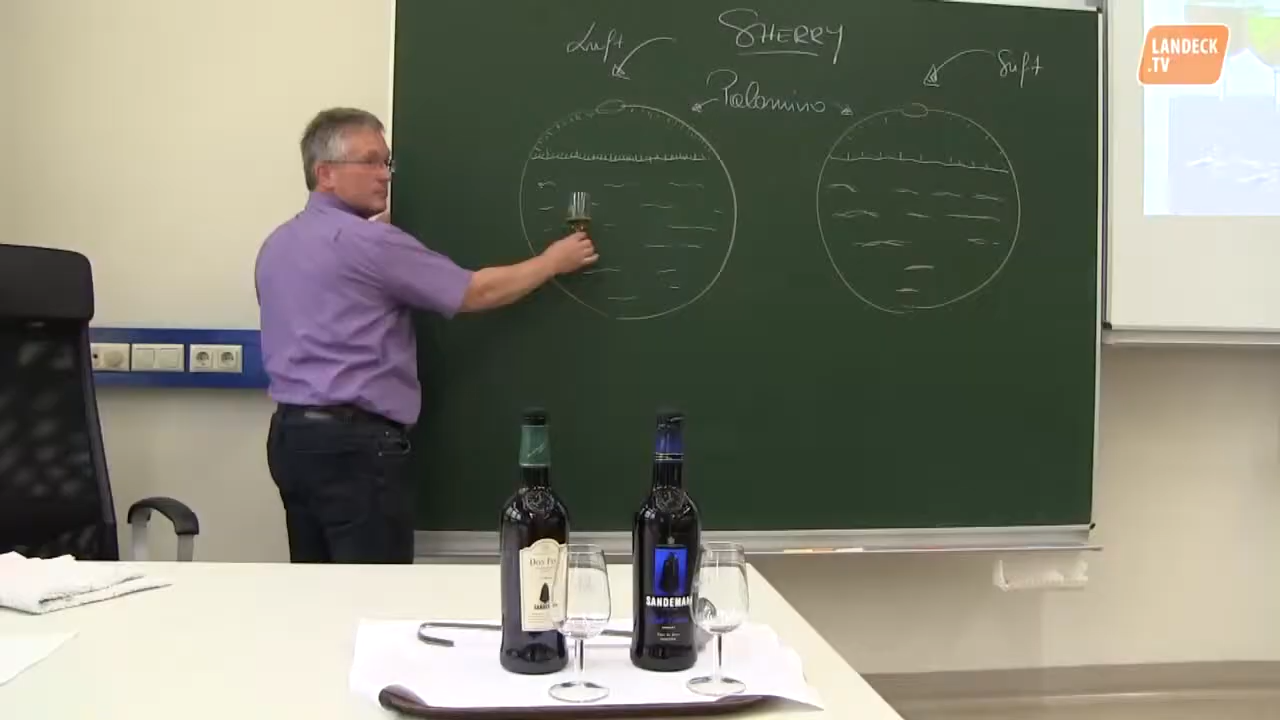 SHERRY
Luft
Luft
Palomino
LANDECK
.TV
SANDEMAN